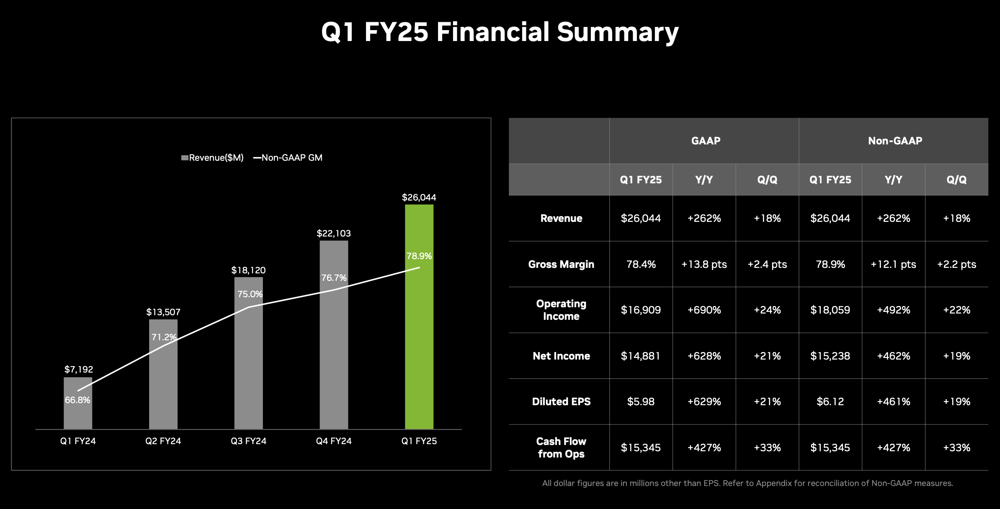 Q1 FY25 Financial Summary
Revenue($M) Non-GAAP GM
$26,044
$22,103
$18,120
$13,507
$7,192
78.9%
76.7%
75.0%
71.2%
66.8%
Q1 FY24 Q2 FY24 Q3 FY24 Q4 FY24 Q1 FY25
GAAP Non-GAAP
Q1 FY25 Y/Y Q/Q Q1 FY25 Y/Y Q/Q
Revenue $26,044 +262% +18% $26,044 +262% +18%
Gross Margin 78.4% +13.8 pts +2.4 pts 78.9% +12.1 pts +2.2 pts
Operating
Income $16,909 +690% +24% $18,059 +492% +22%
Net Income $14,881 +628% +21% $15,238 +462% +19%
Diluted EPS $5.98 +629% +21% $6.12 +461% +19%
Cash Flow
from Ops $15,345 +427% +33% $15,345 +427% +33%
All dollar figures are in millions other than EPS. Refer to Appendix for reconciliation of Non-GAAP measures.